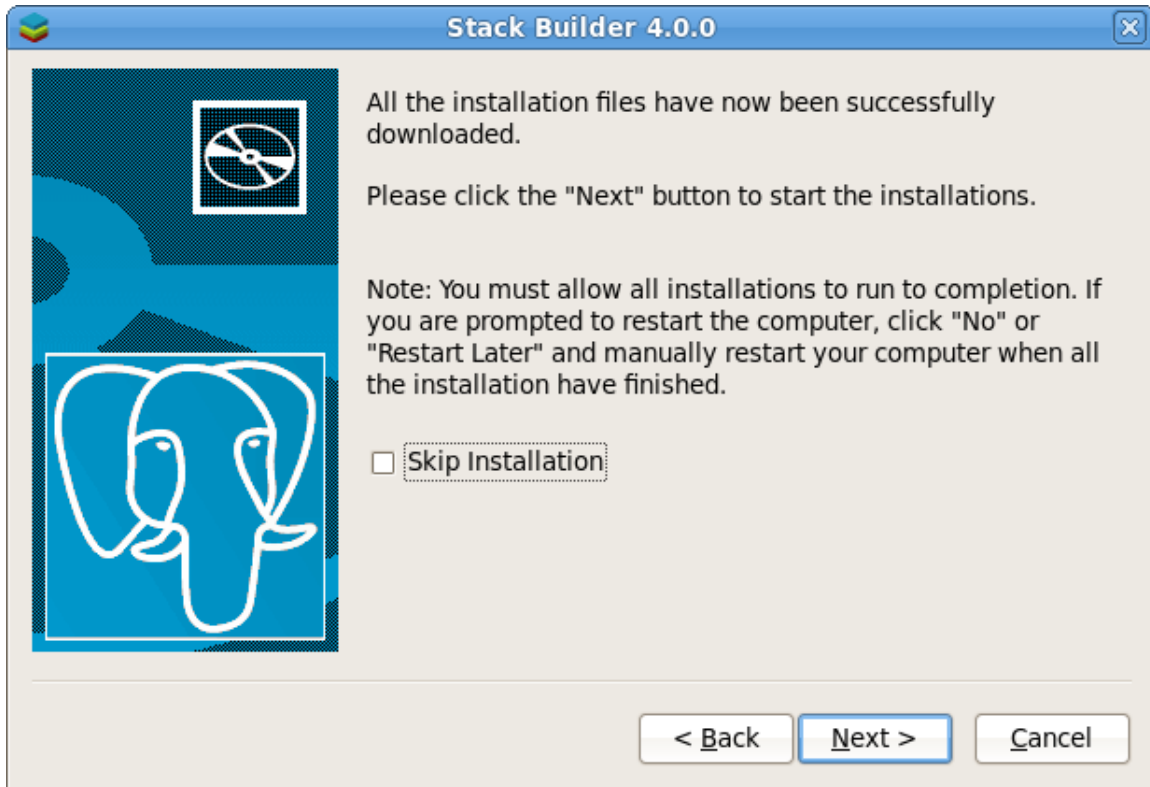 Stack Builder 4.0.0
All the installation files have now been successfully
downloaded.
Please click the "Next" button to start the installations.
Note: You must allow all installations to run to completion. If
you are prompted to restart the computer, click "No" or
"Restart Later" and manually restart your computer when all
the installation have finished.
Skip Installation
< Back
Next >
Cancel